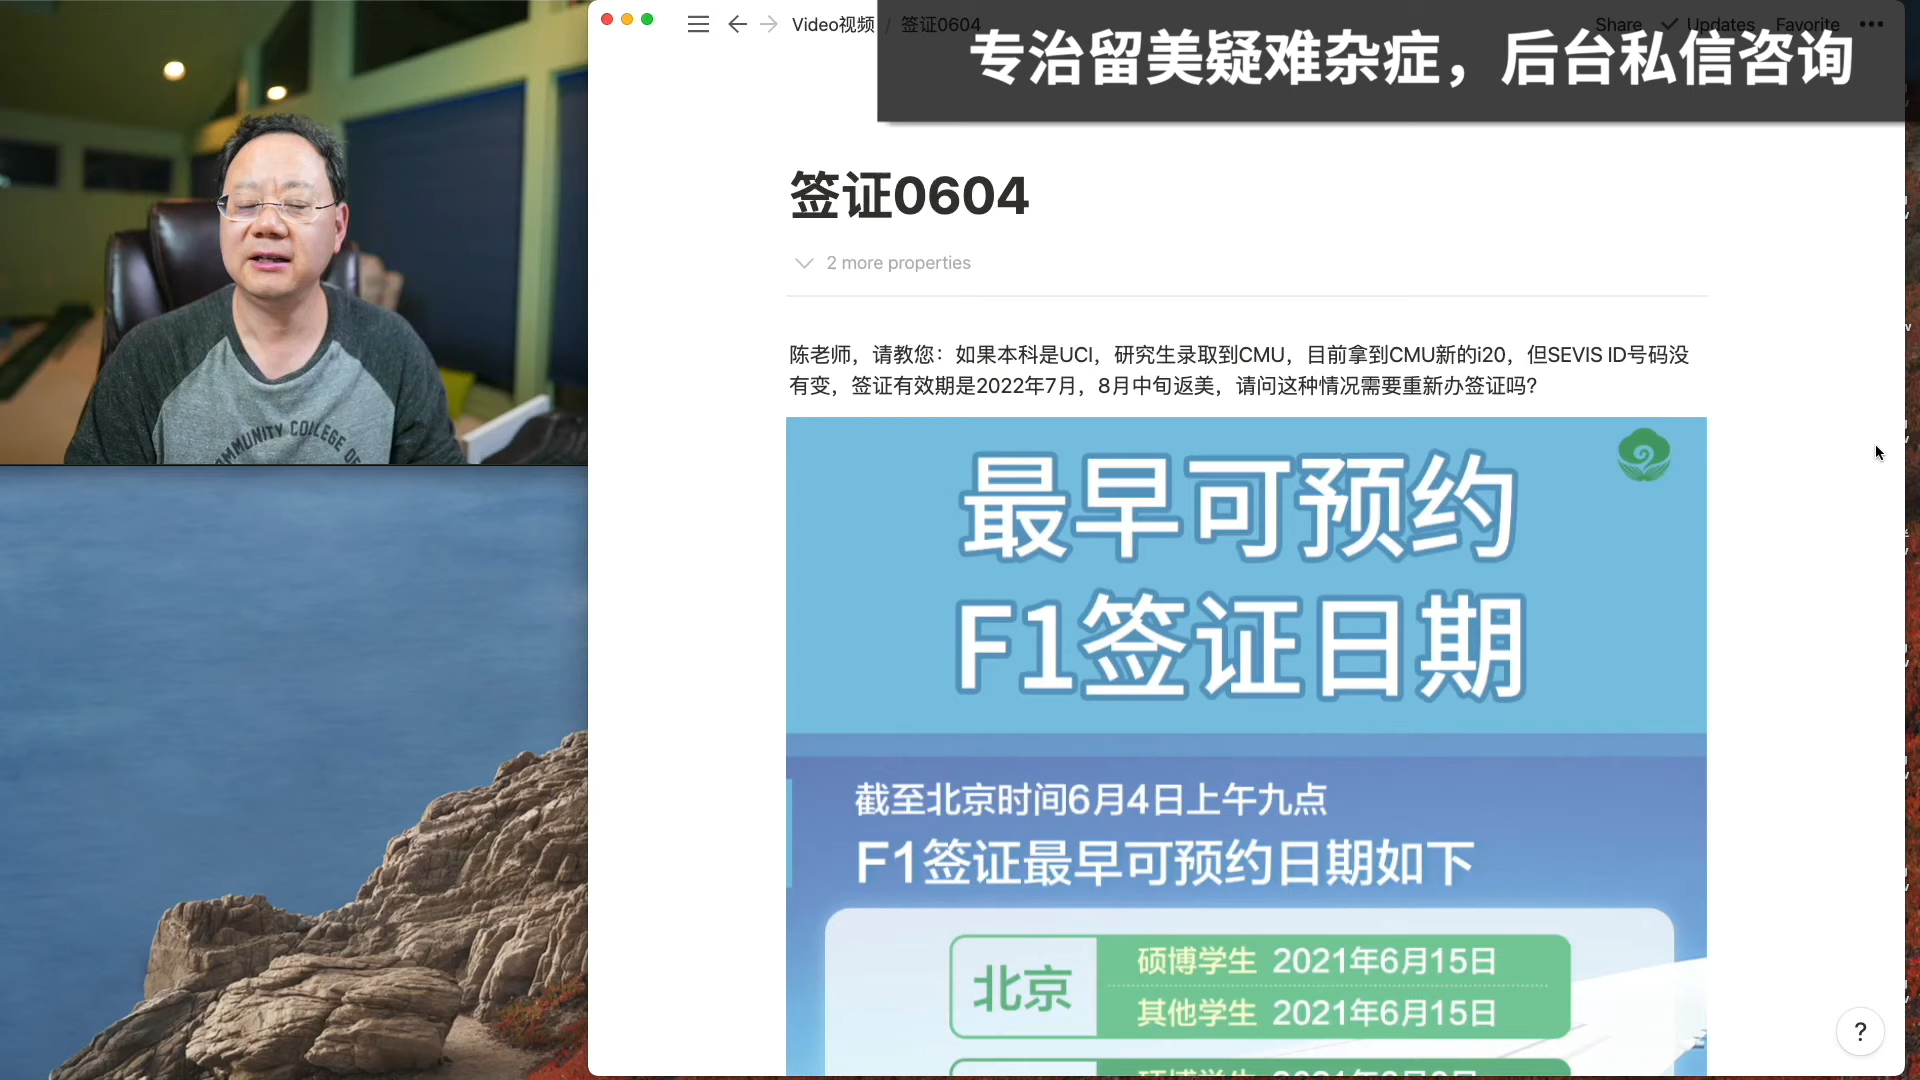 Video视频 / 签证0604
Share Updates Favorite
专治留美疑难杂症，后台私信咨询
签证0604
2 more properties
陈老师，请教您：如果本科是UCI，研究生录取到CMU，目前拿到CMU新的i20，但SEVIS ID号码没
有变，签证有效期是2022年7月，8月中旬返美，请问这种情况需要重新办签证吗?
最早可预约
F1签证日期
截至北京时间6月4日上午九点
F1签证最早可预约日期如下
北京
硕博学生 2021年6月15日
其他学生 2021年6月15日
COLLEGE OF
?